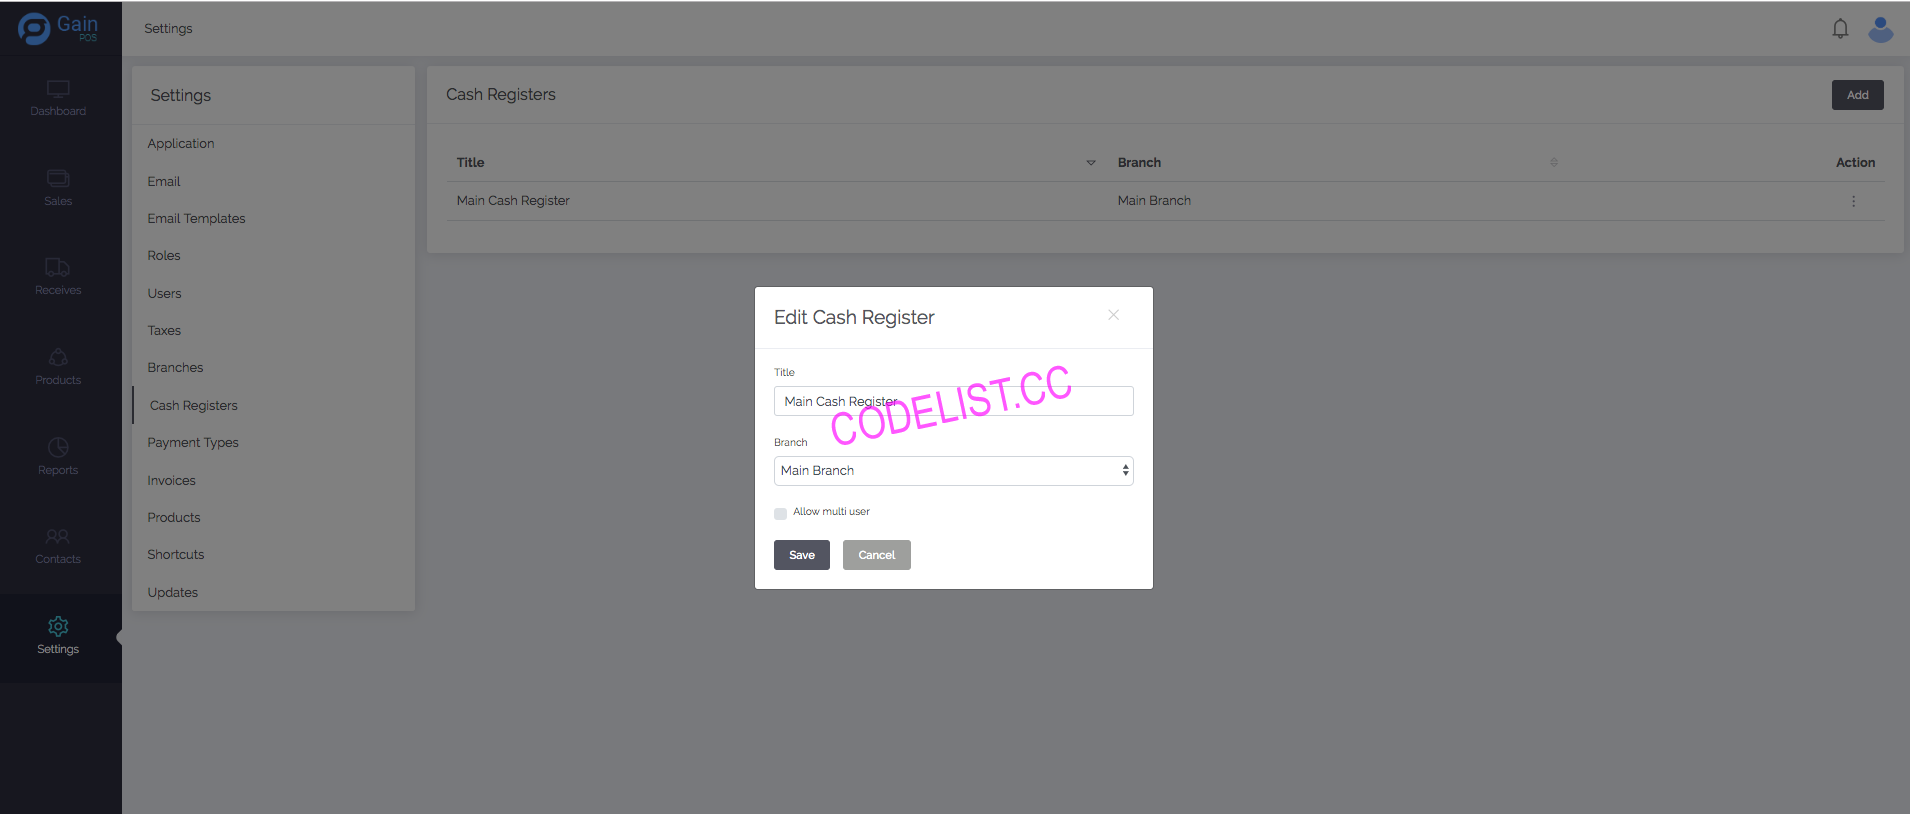 Gain
POS
Settings
Dashboard
Sales
Receives
Products
Reports
Contacts
Settings
Settings
Application
Email
Email Templates
Roles
Users
Taxes
Branches
Cash Registers
Payment Types
Invoices
Products
Shortcuts
Updates
Cash Registers
Add
Title Branch Action
Main Cash Register Main Branch
Edit Cash Register
Title
Main Cash Register
CODELIST.CC
Branch
Main Branch
Allow multi user
Save Cancel